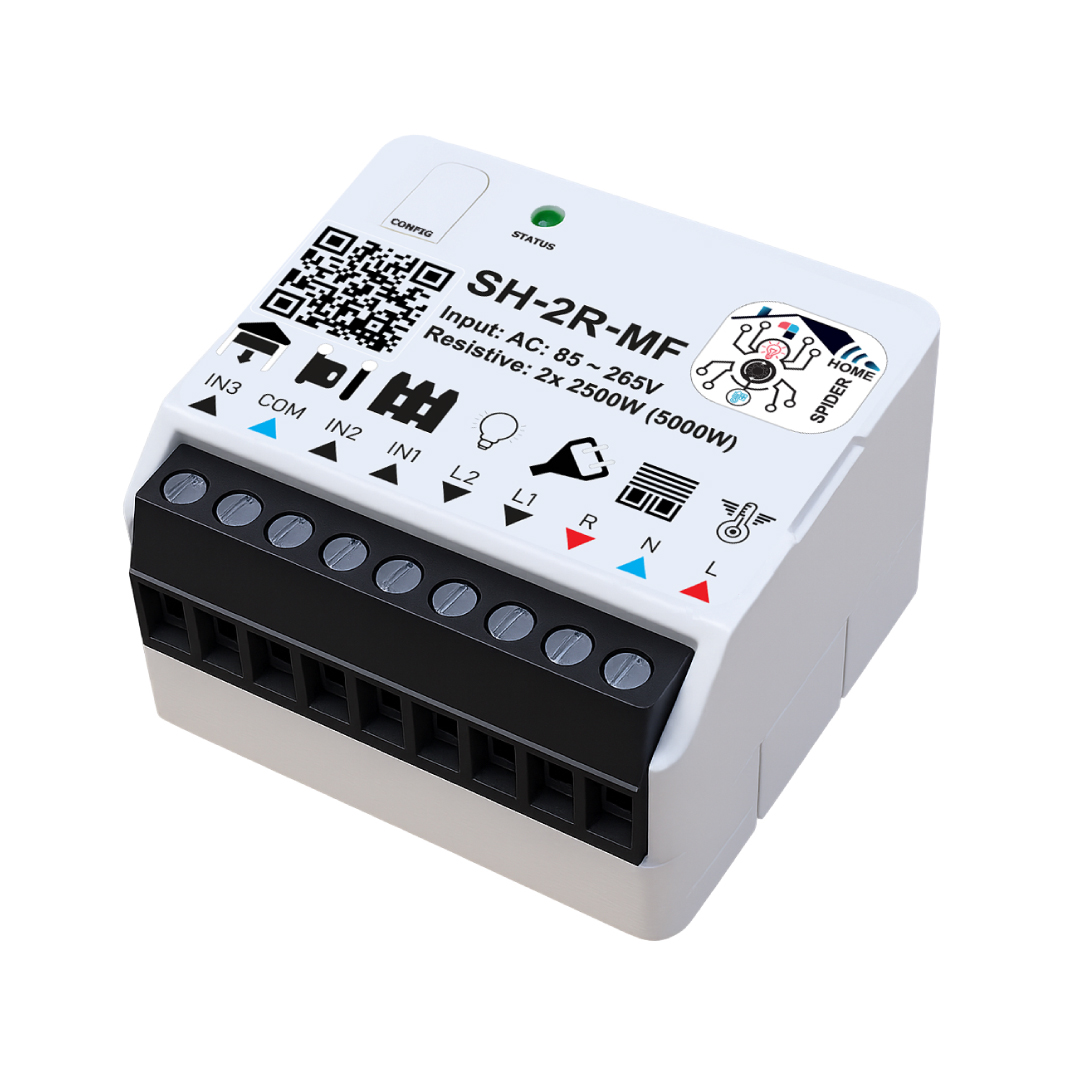 CONFIG
STATUS
SH-2R-MF
Input: AC: 85 ~ 265V
Resistive: 2x 2500W (5000W)
HOME
SPIDER
IN3
COM
IN2
IN1
L2
L1
R
N
L